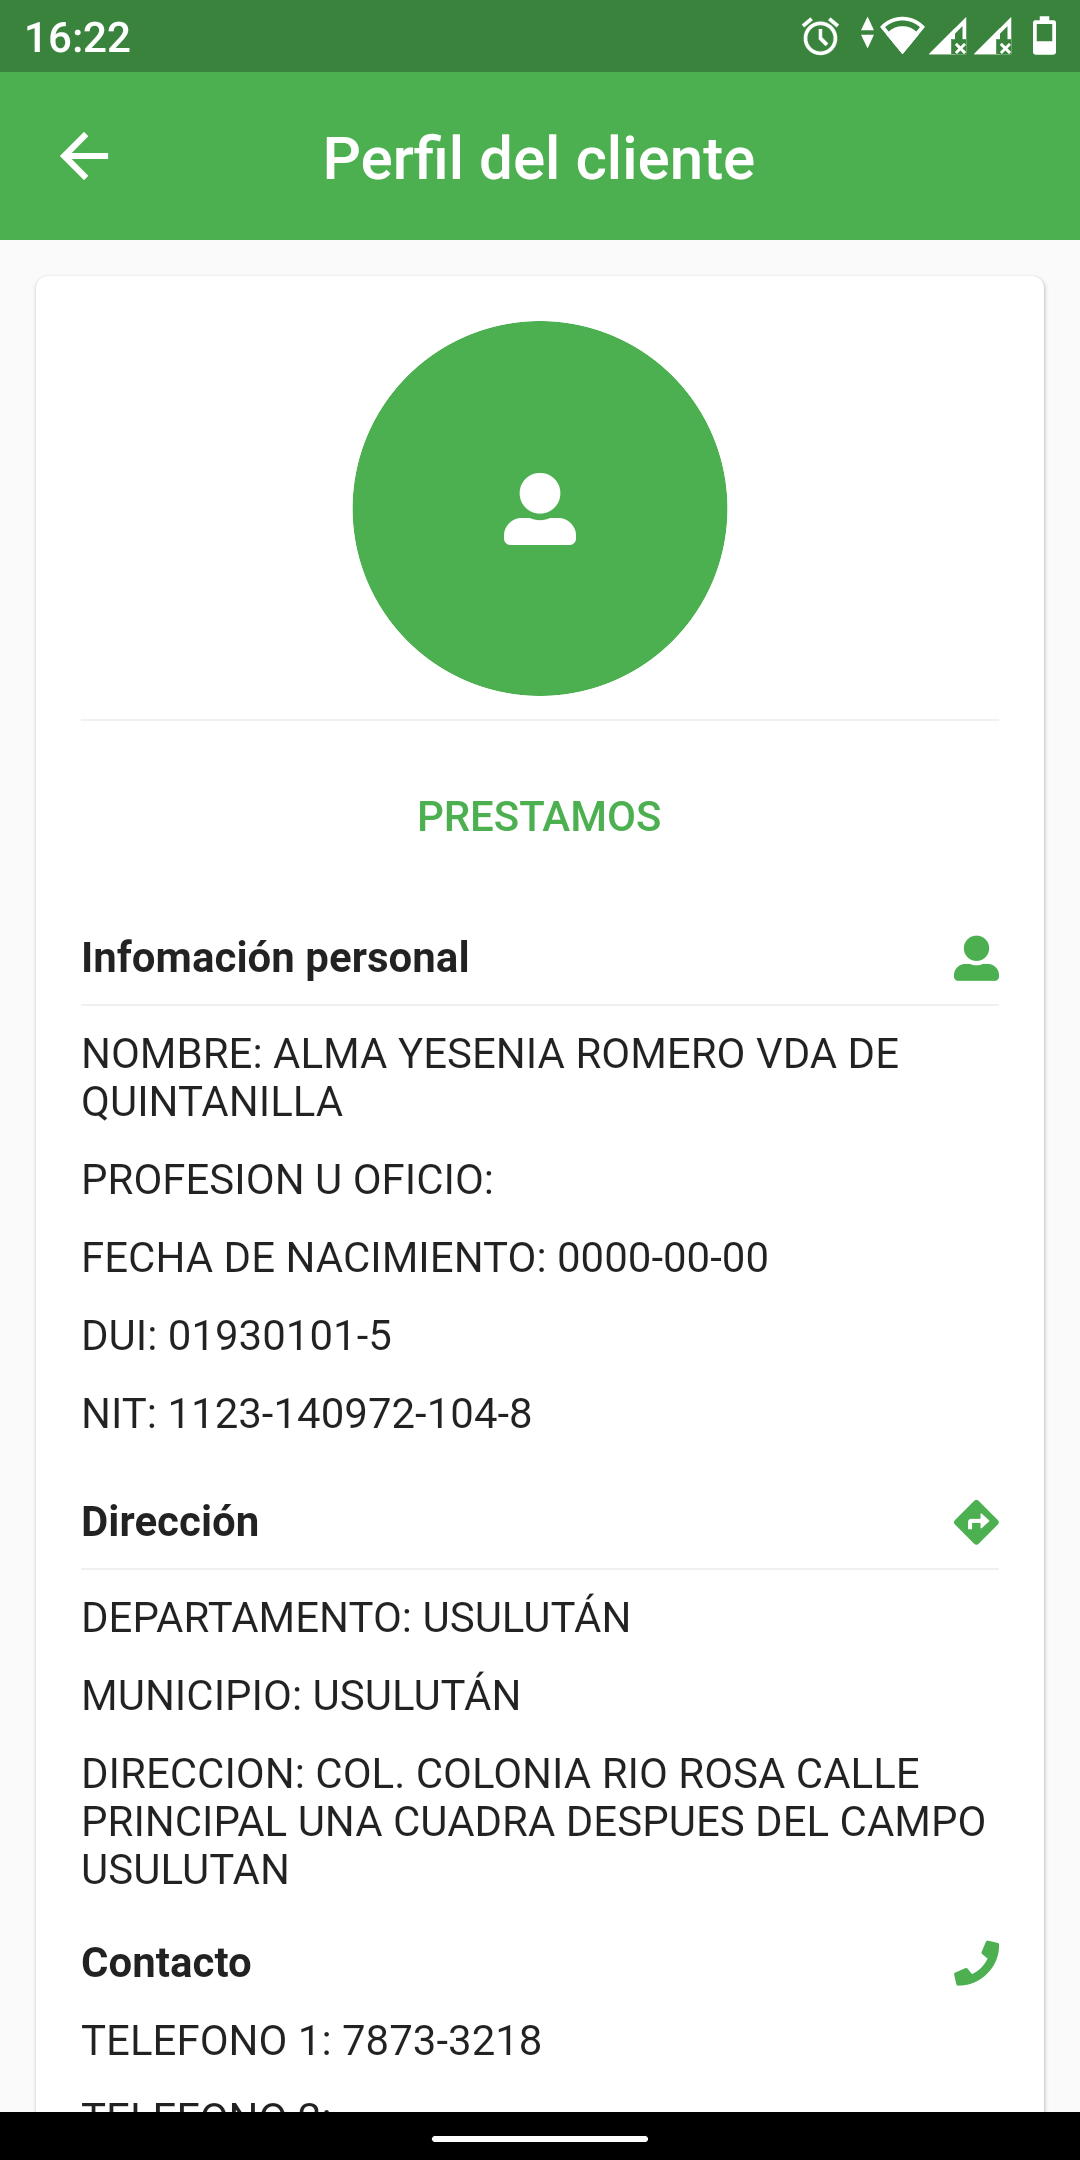 16:22
Perfil del cliente
PRESTAMOS
Infomación personal
NOMBRE: ALMA YESENIA ROMERO VDA DE
QUINTANILLA
PROFESION U OFICIO:
FECHA DE NACIMIENTO: 0000-00-00
DUI: 01930101-5
NIT: 1123-140972-104-8
Dirección
DEPARTAMENTO: USULUTÁN
MUNICIPIO: USULUTÁN
DIRECCION: COL. COLONIA RIO ROSA CALLE
PRINCIPAL UNA CUADRA DESPUES DEL CAMPO
USULUTAN
Contacto
TELEFONO 1: 7873-3218
TELEFONO 2: